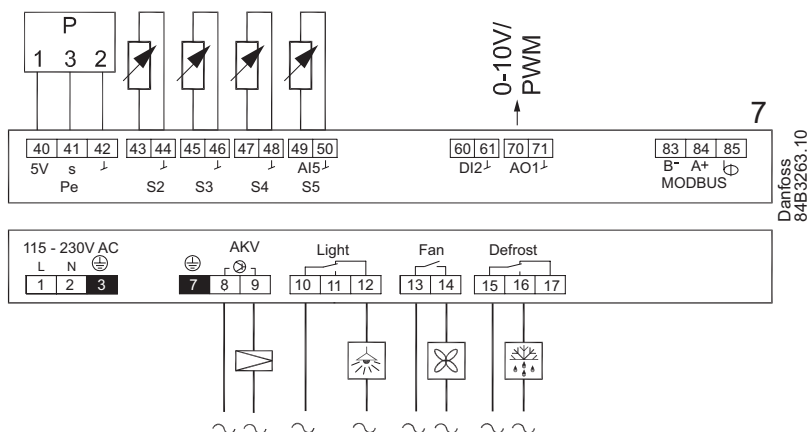 P
1 3 2
0-10V/
PWM
7
40 41 42 43 44 45 46 47 48 49 50 60 61 70 71 83 84 85
5V s AI5 DI2 AO1 B- A+
Pe S2 S3 S4 S5 MODBUS
Danfoss
84B3263.10
115 - 230V AC AKV Light Fan Defrost
L N
1 2 3 7 8 9 10 11 12 13 14 15 16 17